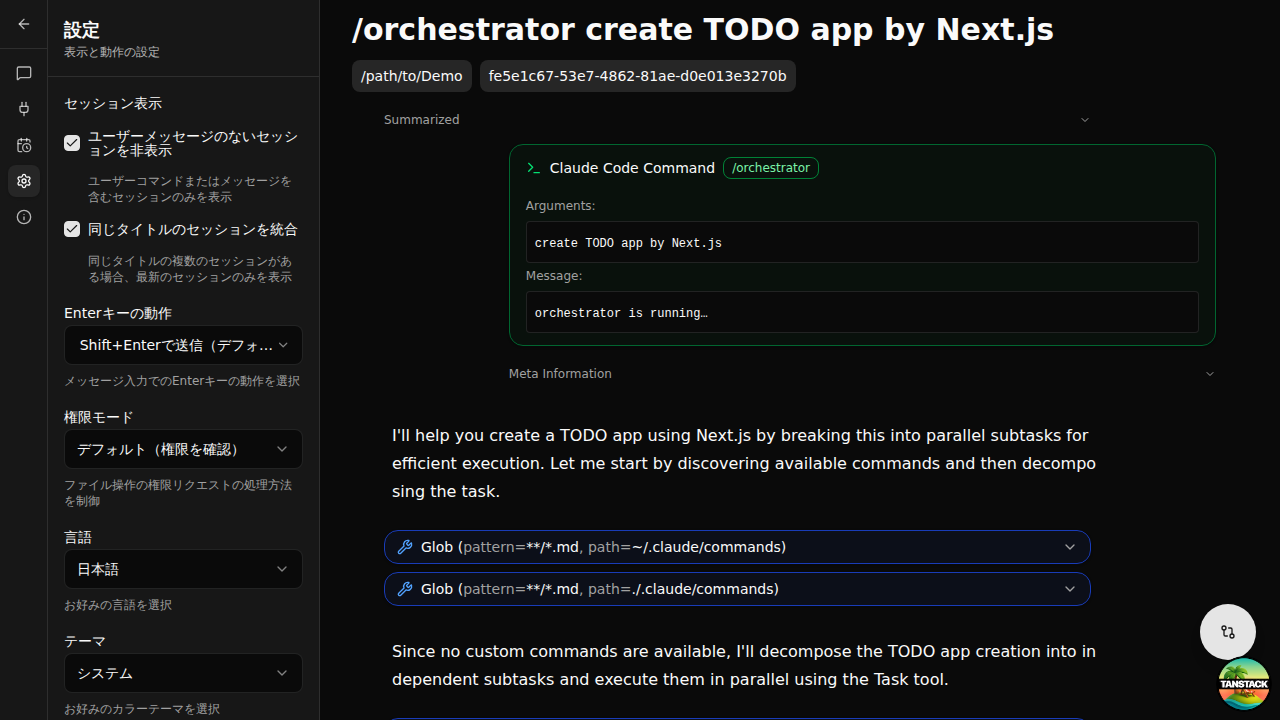 設定
表示と動作の設定
セッション表示
ユーザーメッセージのないセッシ
ョンを非表示
ユーザーコマンドまたはメッセージを
含むセッションのみを表示
同じタイトルのセッションを統合
同じタイトルの複数のセッションがあ
る場合、最新のセッションのみを表示
Enterキーの動作
Shift+Enterで送信（デフォ…
メッセージ入力でのEnterキーの動作を選択
権限モード
デフォルト（権限を確認）
ファイル操作の権限リクエストの処理方法
を制御
言語
日本語
お好みの言語を選択
テーマ
システム
お好みのカラーテーマを選択
/orchestrator create TODO app by Next.js
/path/to/Demo
fe5e1c67-53e7-4862-81ae-d0e013e3270b
Summarized
Claude Code Command /orchestrator
Arguments:
create TODO app by Next.js
Message:
orchestrator is running…
Meta Information
I'll help you create a TODO app using Next.js by breaking this into parallel subtasks for
efficient execution. Let me start by discovering available commands and then decompo
sing the task.
Glob (pattern=**/*.md, path=~/.claude/commands)
Glob (pattern=**/*.md, path=./.claude/commands)
Since no custom commands are available, I'll decompose the TODO app creation into in
dependent subtasks and execute them in parallel using the Task tool.
TANSTACK